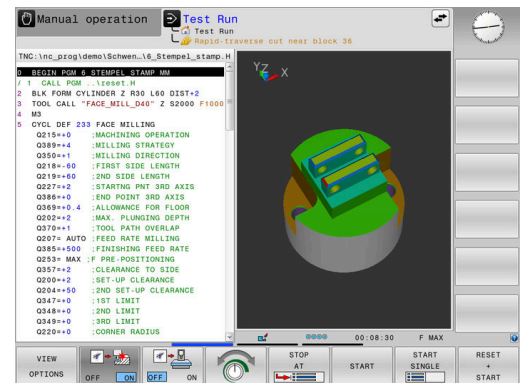 Manual operation
Test Run
Test Run
Rapid-traverse cut near block 36
TNC:\nc_prog\demo\Schwen…\6_Stempel_stamp.H
0 BEGIN PGM 6_STEMPEL_STAMP MM
/ 1 CALL PGM ..\reset.H
2 BLK FORM CYLINDER Z R30 L60 DIST+2
3 TOOL CALL "FACE_MILL_D40" Z S2000 F1000
4 M3
5 CYCL DEF 233 FACE MILLING
Q215=+0 ;MACHINING OPERATION
Q389=+4 ;MILLING STRATEGY
Q350=+1 ;MILLING DIRECTION
Q218=-60 ;FIRST SIDE LENGTH
Q219=+60 ;2ND SIDE LENGTH
Q227=+2 ;STARTNG PNT 3RD AXIS
Q386=+0 ;END POINT 3RD AXIS
Q369=+0.4 ;ALLOWANCE FOR FLOOR
Q202=+2 ;MAX. PLUNGING DEPTH
Q370=+1 ;TOOL PATH OVERLAP
Q207= AUTO ;FEED RATE MILLING
Q385=+500 ;FINISHING FEED RATE
Q253= MAX ;F PRE-POSITIONING
Q357=+2 ;CLEARANCE TO SIDE
Q200=+2 ;SET-UP CLEARANCE
Q204=+50 ;2ND SET-UP CLEARANCE
Q347=+0 ;1ST LIMIT
Q348=+0 ;2ND LIMIT
Q349=+0 ;3RD LIMIT
Q220=+0 ;CORNER RADIUS
Y Z X
00:08:30 F MAX
VIEW OPTIONS
OFF ON
OFF ON
STOP AT
START
START SINGLE
RESET + START